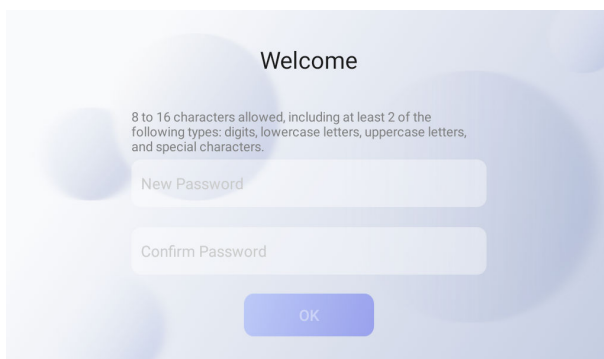 Welcome
8 to 16 characters allowed, including at least 2 of the
following types: digits, lowercase letters, uppercase letters,
and special characters.
New Password
Confirm Password
OK